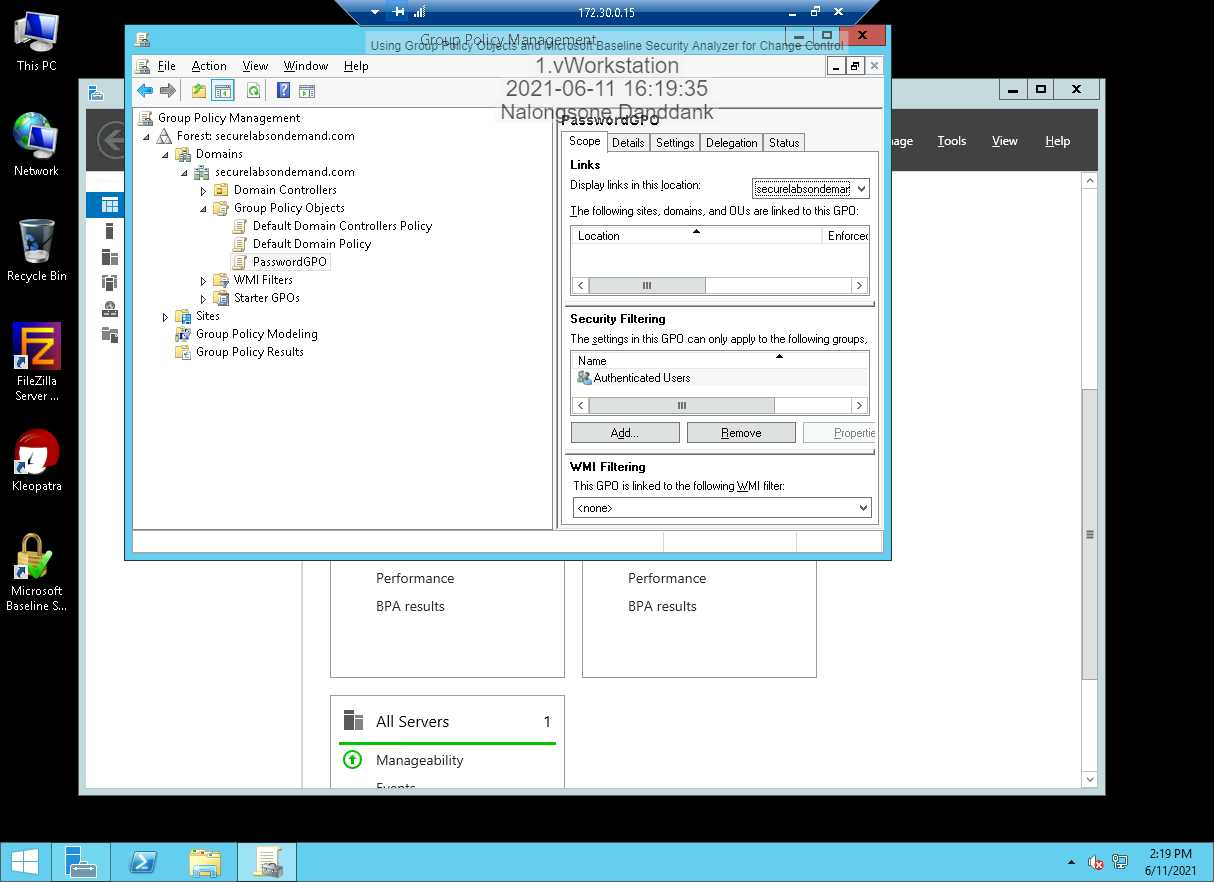 172.30.0.15
This PC
Network
Recycle Bin
FileZilla
Server ...
Kleopatra
Microsoft
Baseline S...
Group Policy Management
Using Group Policy Objects and Microsoft Baseline Security Analyzer for Change Control
1.vWorkstation
2021-06-11 16:19:35
Nalongsone Danddank
File Action View Window Help
Group Policy Management
Forest: securelabsondemand.com
Domains
securelabsondemand.com
Domain Controllers
Group Policy Objects
Default Domain Controllers Policy
Default Domain Policy
PasswordGPO
WMI Filters
Starter GPOs
Sites
Group Policy Modeling
Group Policy Results
PasswordGPO
Scope Details Settings Delegation Status
Links
Display links in this location: securelabsondemar
The following sites, domains, and OUs are linked to this GPO:
Location Enforced
Security Filtering
The settings in this GPO can only apply to the following groups,
Name
Authenticated Users
Add... Remove Propertie
WMI Filtering
This GPO is linked to the following WMI filter:
<none>
age Tools View Help
Performance
BPA results
Performance
BPA results
All Servers 1
Manageability
Events
2:19 PM
6/11/2021